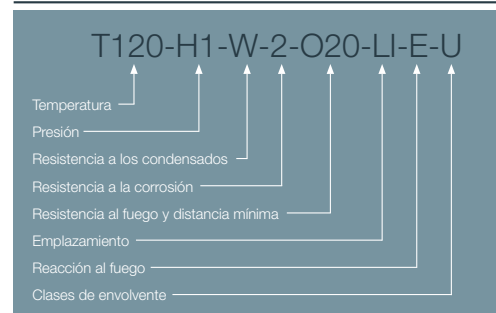 T120-H1-W-2-O20-LI-E-U
Temperatura
Presión
Resistencia a los condensados
Resistencia a la corrosión
Resistencia al fuego y distancia mínima
Emplazamiento
Reacción al fuego
Clases de envolvente